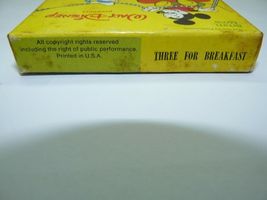 WALT DISNEY
All copyright rights reserved
including the right of public performance.
Printed in U.S.A.
THREE FOR BREAKFAST